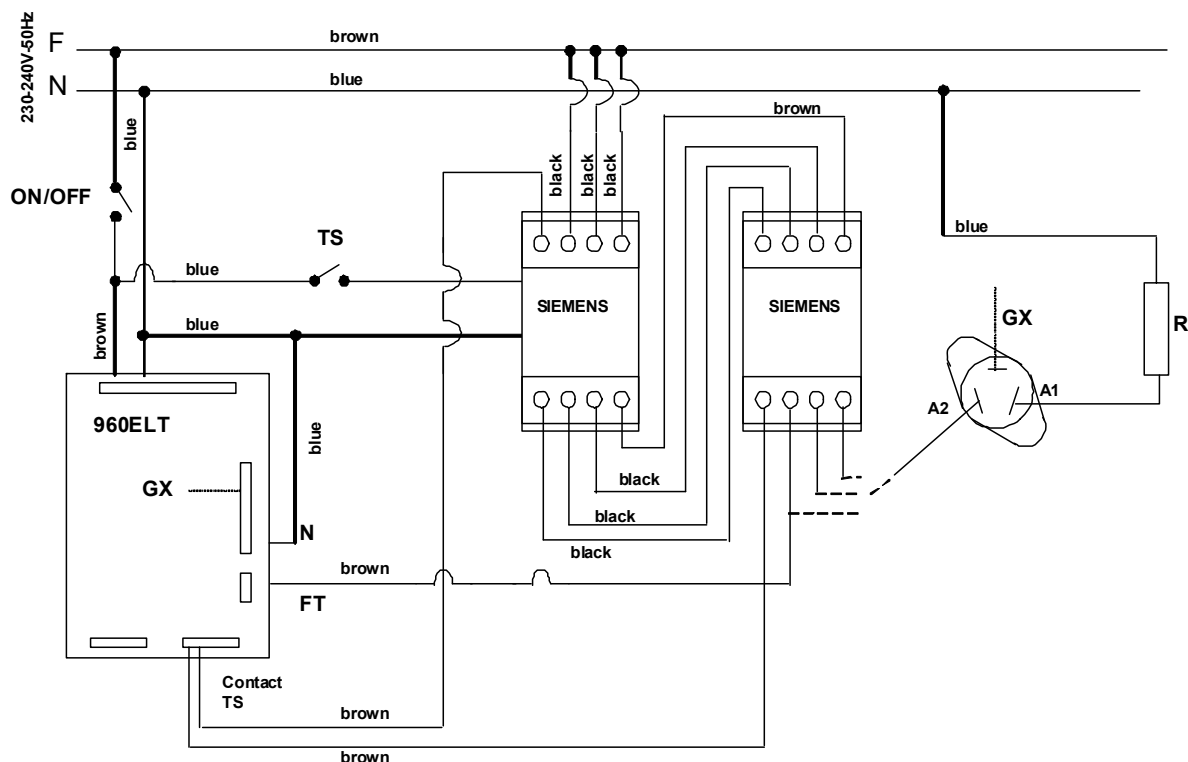 230-240V-50Hz
F
brown
N
blue
blue
brown
black
black
black
ON/OFF
TS
blue
blue
SIEMENS
SIEMENS
blue
GX
R
brown
blue
A1
A2
960ELT
GX
N
black
black
black
brown
FT
Contact
TS
brown
brown